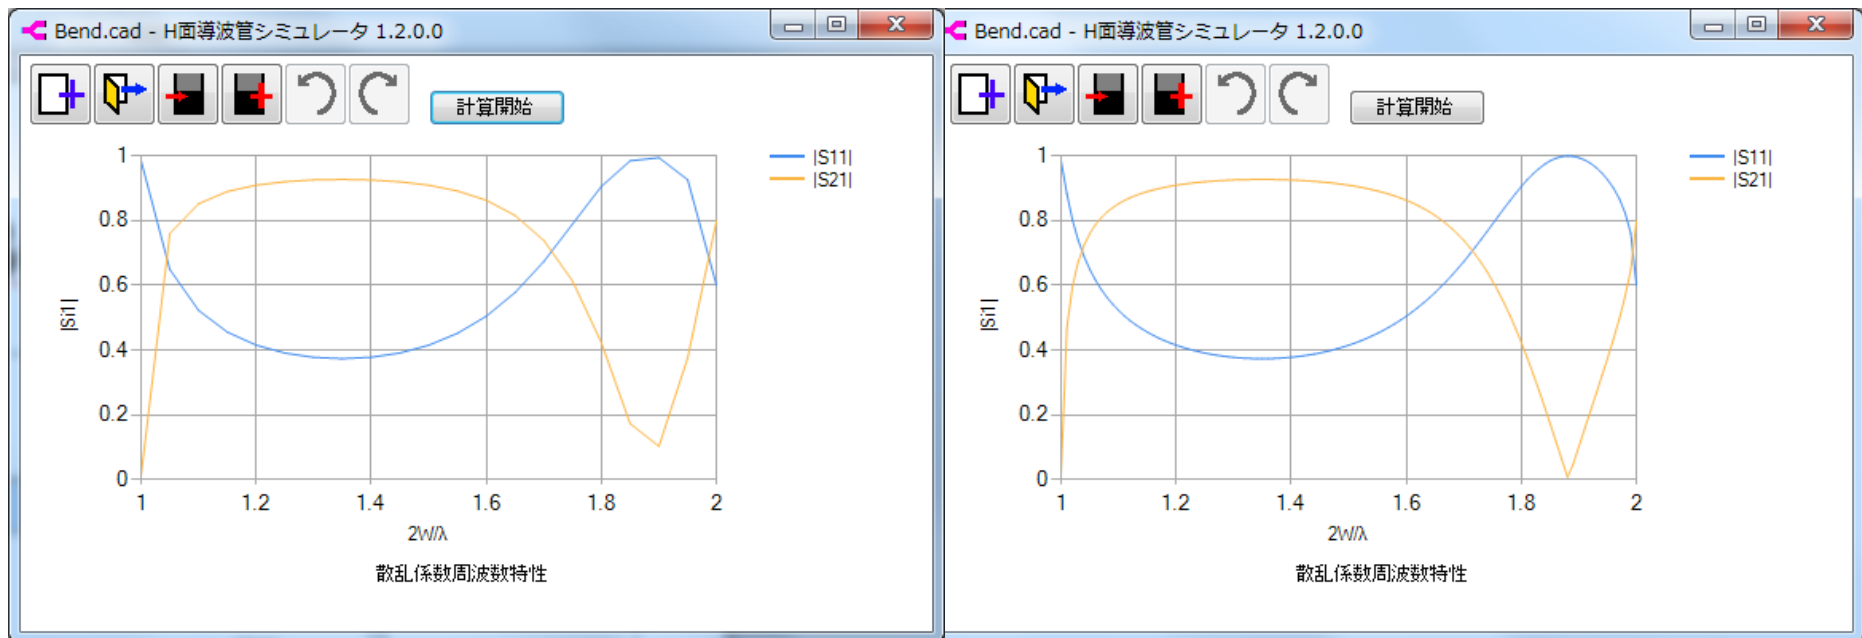 Bend.cad - H面導波管シミュレータ 1.2.0.0
計算開始
|S11|
|S21|
1
0.8
0.6
0.4
0.2
0
|Si1|
1 1.2 1.4 1.6 1.8 2
2W/λ
散乱係数周波数特性
Bend.cad - H面導波管シミュレータ 1.2.0.0
計算開始
|S11|
|S21|
1
0.8
0.6
0.4
0.2
0
|Si1|
1 1.2 1.4 1.6 1.8 2
2W/λ
散乱係数周波数特性